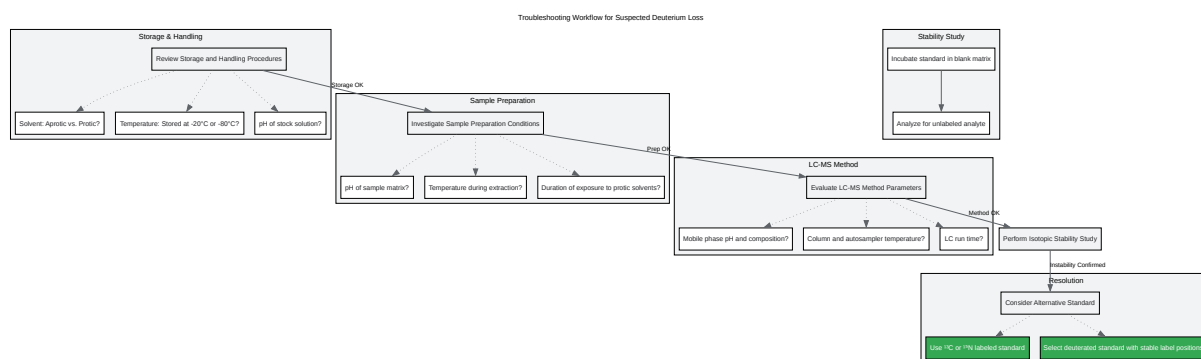 Troubleshooting Workflow for Suspected Deuterium Loss
Storage & Handling
Review Storage and Handling Procedures
Solvent: Aprotic vs. Protic?
Temperature: Stored at -20°C or -80°C?
pH of stock solution?
Storage OK
Sample Preparation
Investigate Sample Preparation Conditions
pH of sample matrix?
Temperature during extraction?
Duration of exposure to protic solvents?
Prep OK
LC-MS Method
Evaluate LC-MS Method Parameters
Mobile phase pH and composition?
Column and autosampler temperature?
LC run time?
Method OK
Stability Study
Incubate standard in blank matrix
Analyze for unlabeled analyte
Perform Isotopic Stability Study
Instability Confirmed
Resolution
Consider Alternative Standard
Use ¹³C or ¹⁵N labeled standard
Select deuterated standard with stable label positions